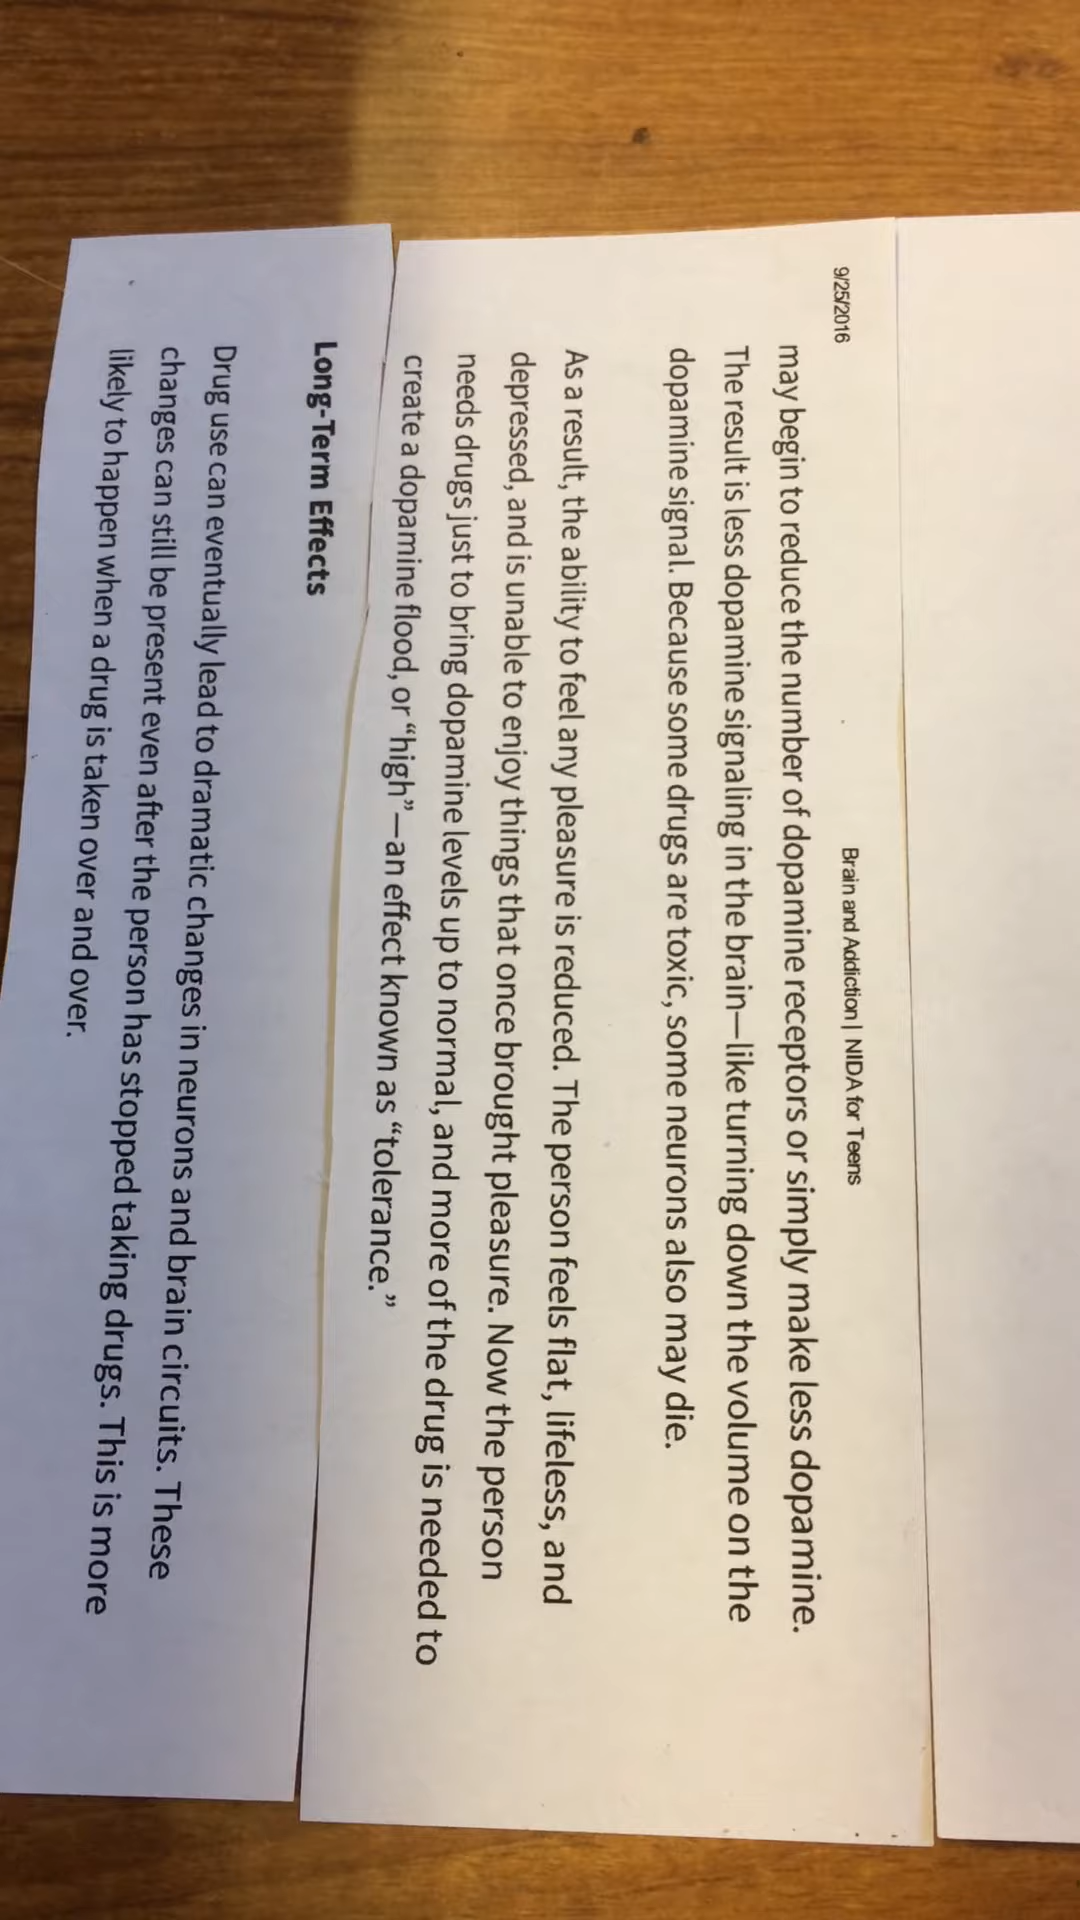 9/25/2016 Brain and Addiction | NIDA for Teens
may begin to reduce the number of dopamine receptors or simply make less dopamine.
The result is less dopamine signaling in the brain—like turning down the volume on the
dopamine signal. Because some drugs are toxic, some neurons also may die.
As a result, the ability to feel any pleasure is reduced. The person feels flat, lifeless, and
depressed, and is unable to enjoy things that once brought pleasure. Now the person
needs drugs just to bring dopamine levels up to normal, and more of the drug is needed to
create a dopamine flood, or “high”—an effect known as “tolerance.”
Long-Term Effects
Drug use can eventually lead to dramatic changes in neurons and brain circuits. These
changes can still be present even after the person has stopped taking drugs. This is more
likely to happen when a drug is taken over and over.